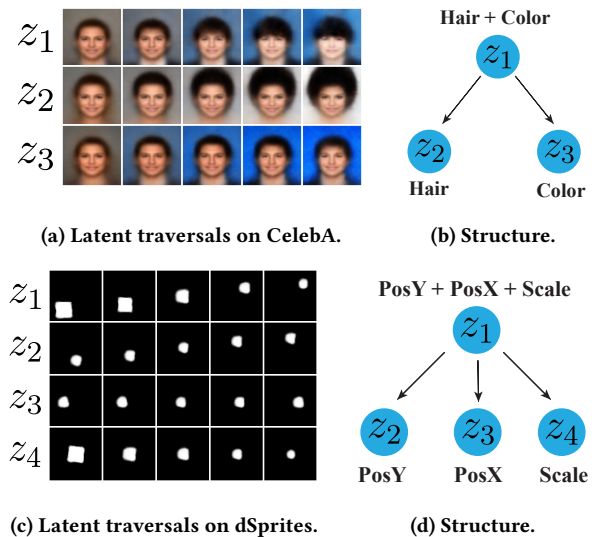 z1
z2
z3
Hair + Color
z1
z2
z3
Hair
Color
(a) Latent traversals on CelebA.
(b) Structure.
z1
z2
z3
z4
PosY + PosX + Scale
z1
z2
z3
z4
PosY
PosX
Scale
(c) Latent traversals on dSprites.
(d) Structure.